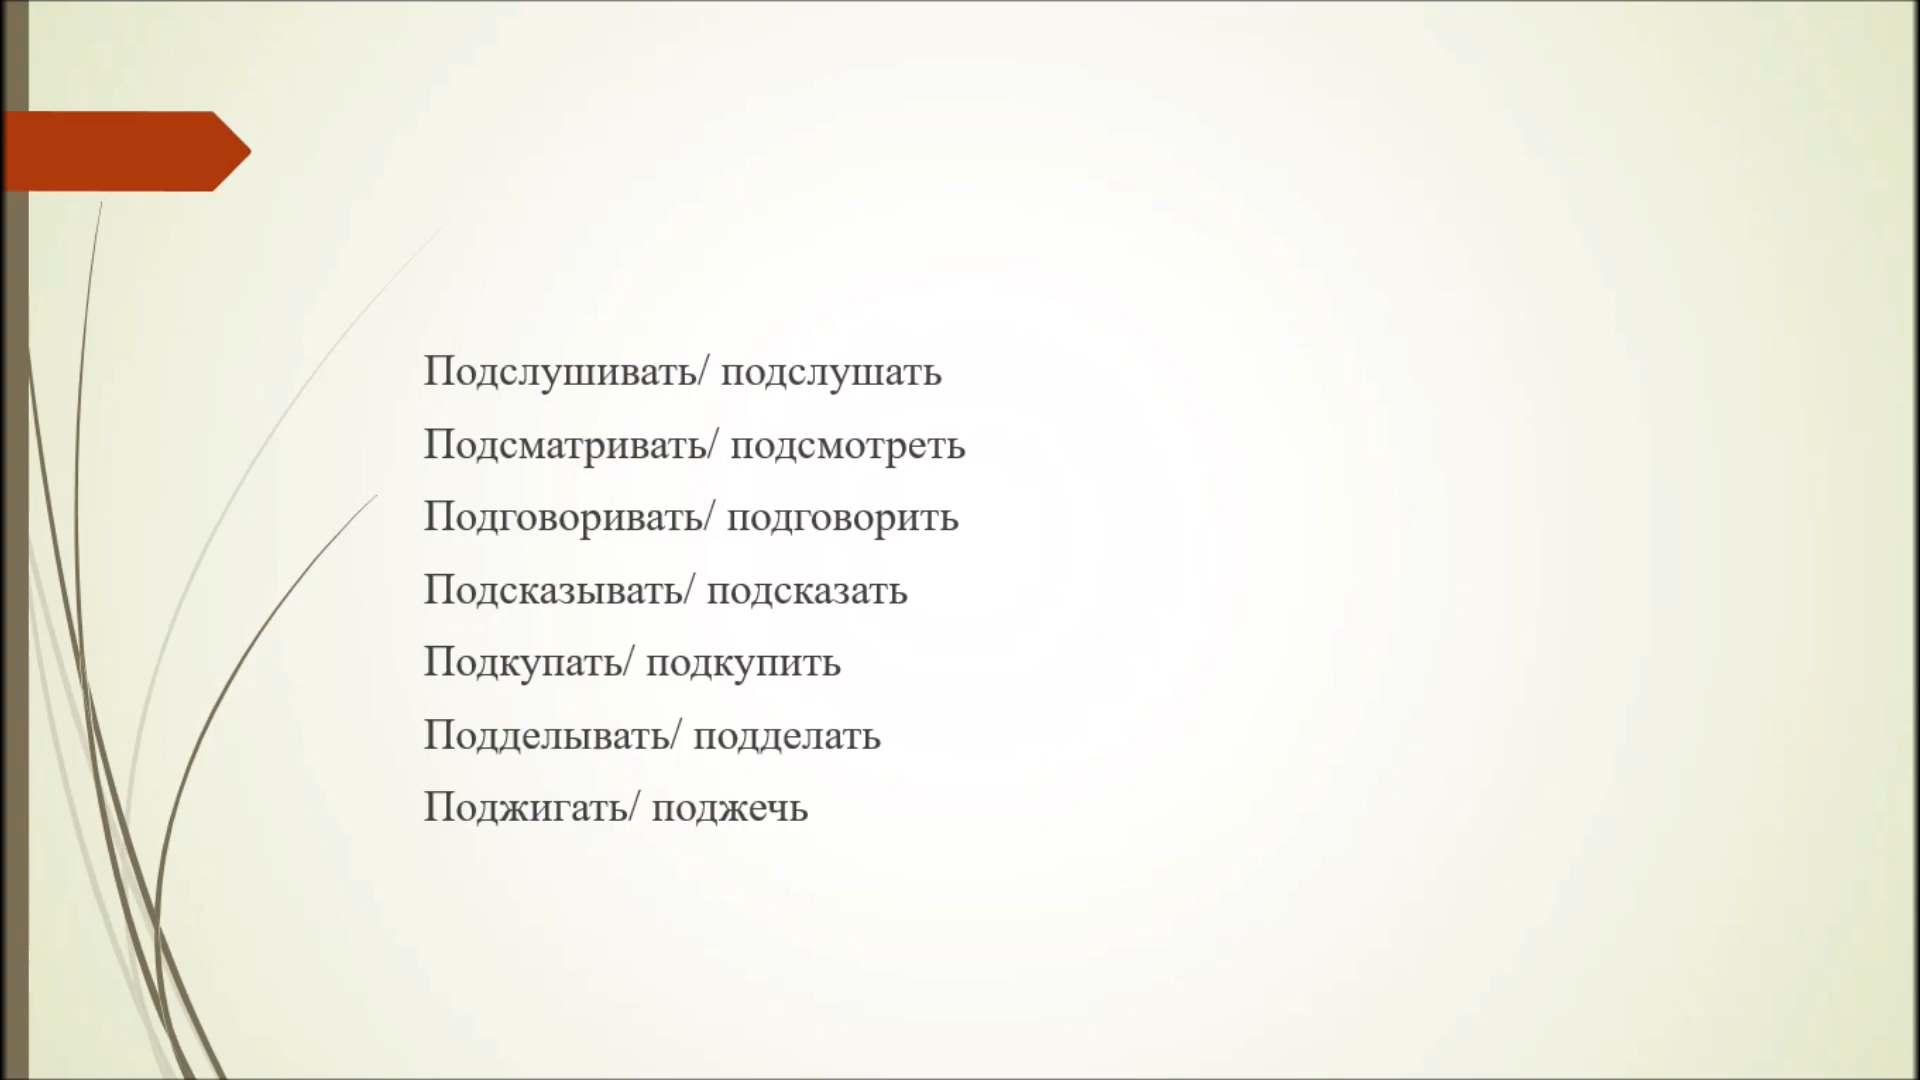 Подслушивать/ подслушать
Подсматривать/ подсмотреть
Подговоривать/ подговорить
Подсказывать/ подсказать
Подкупать/ подкупить
Подделывать/ подделать
Поджигать/ поджечь